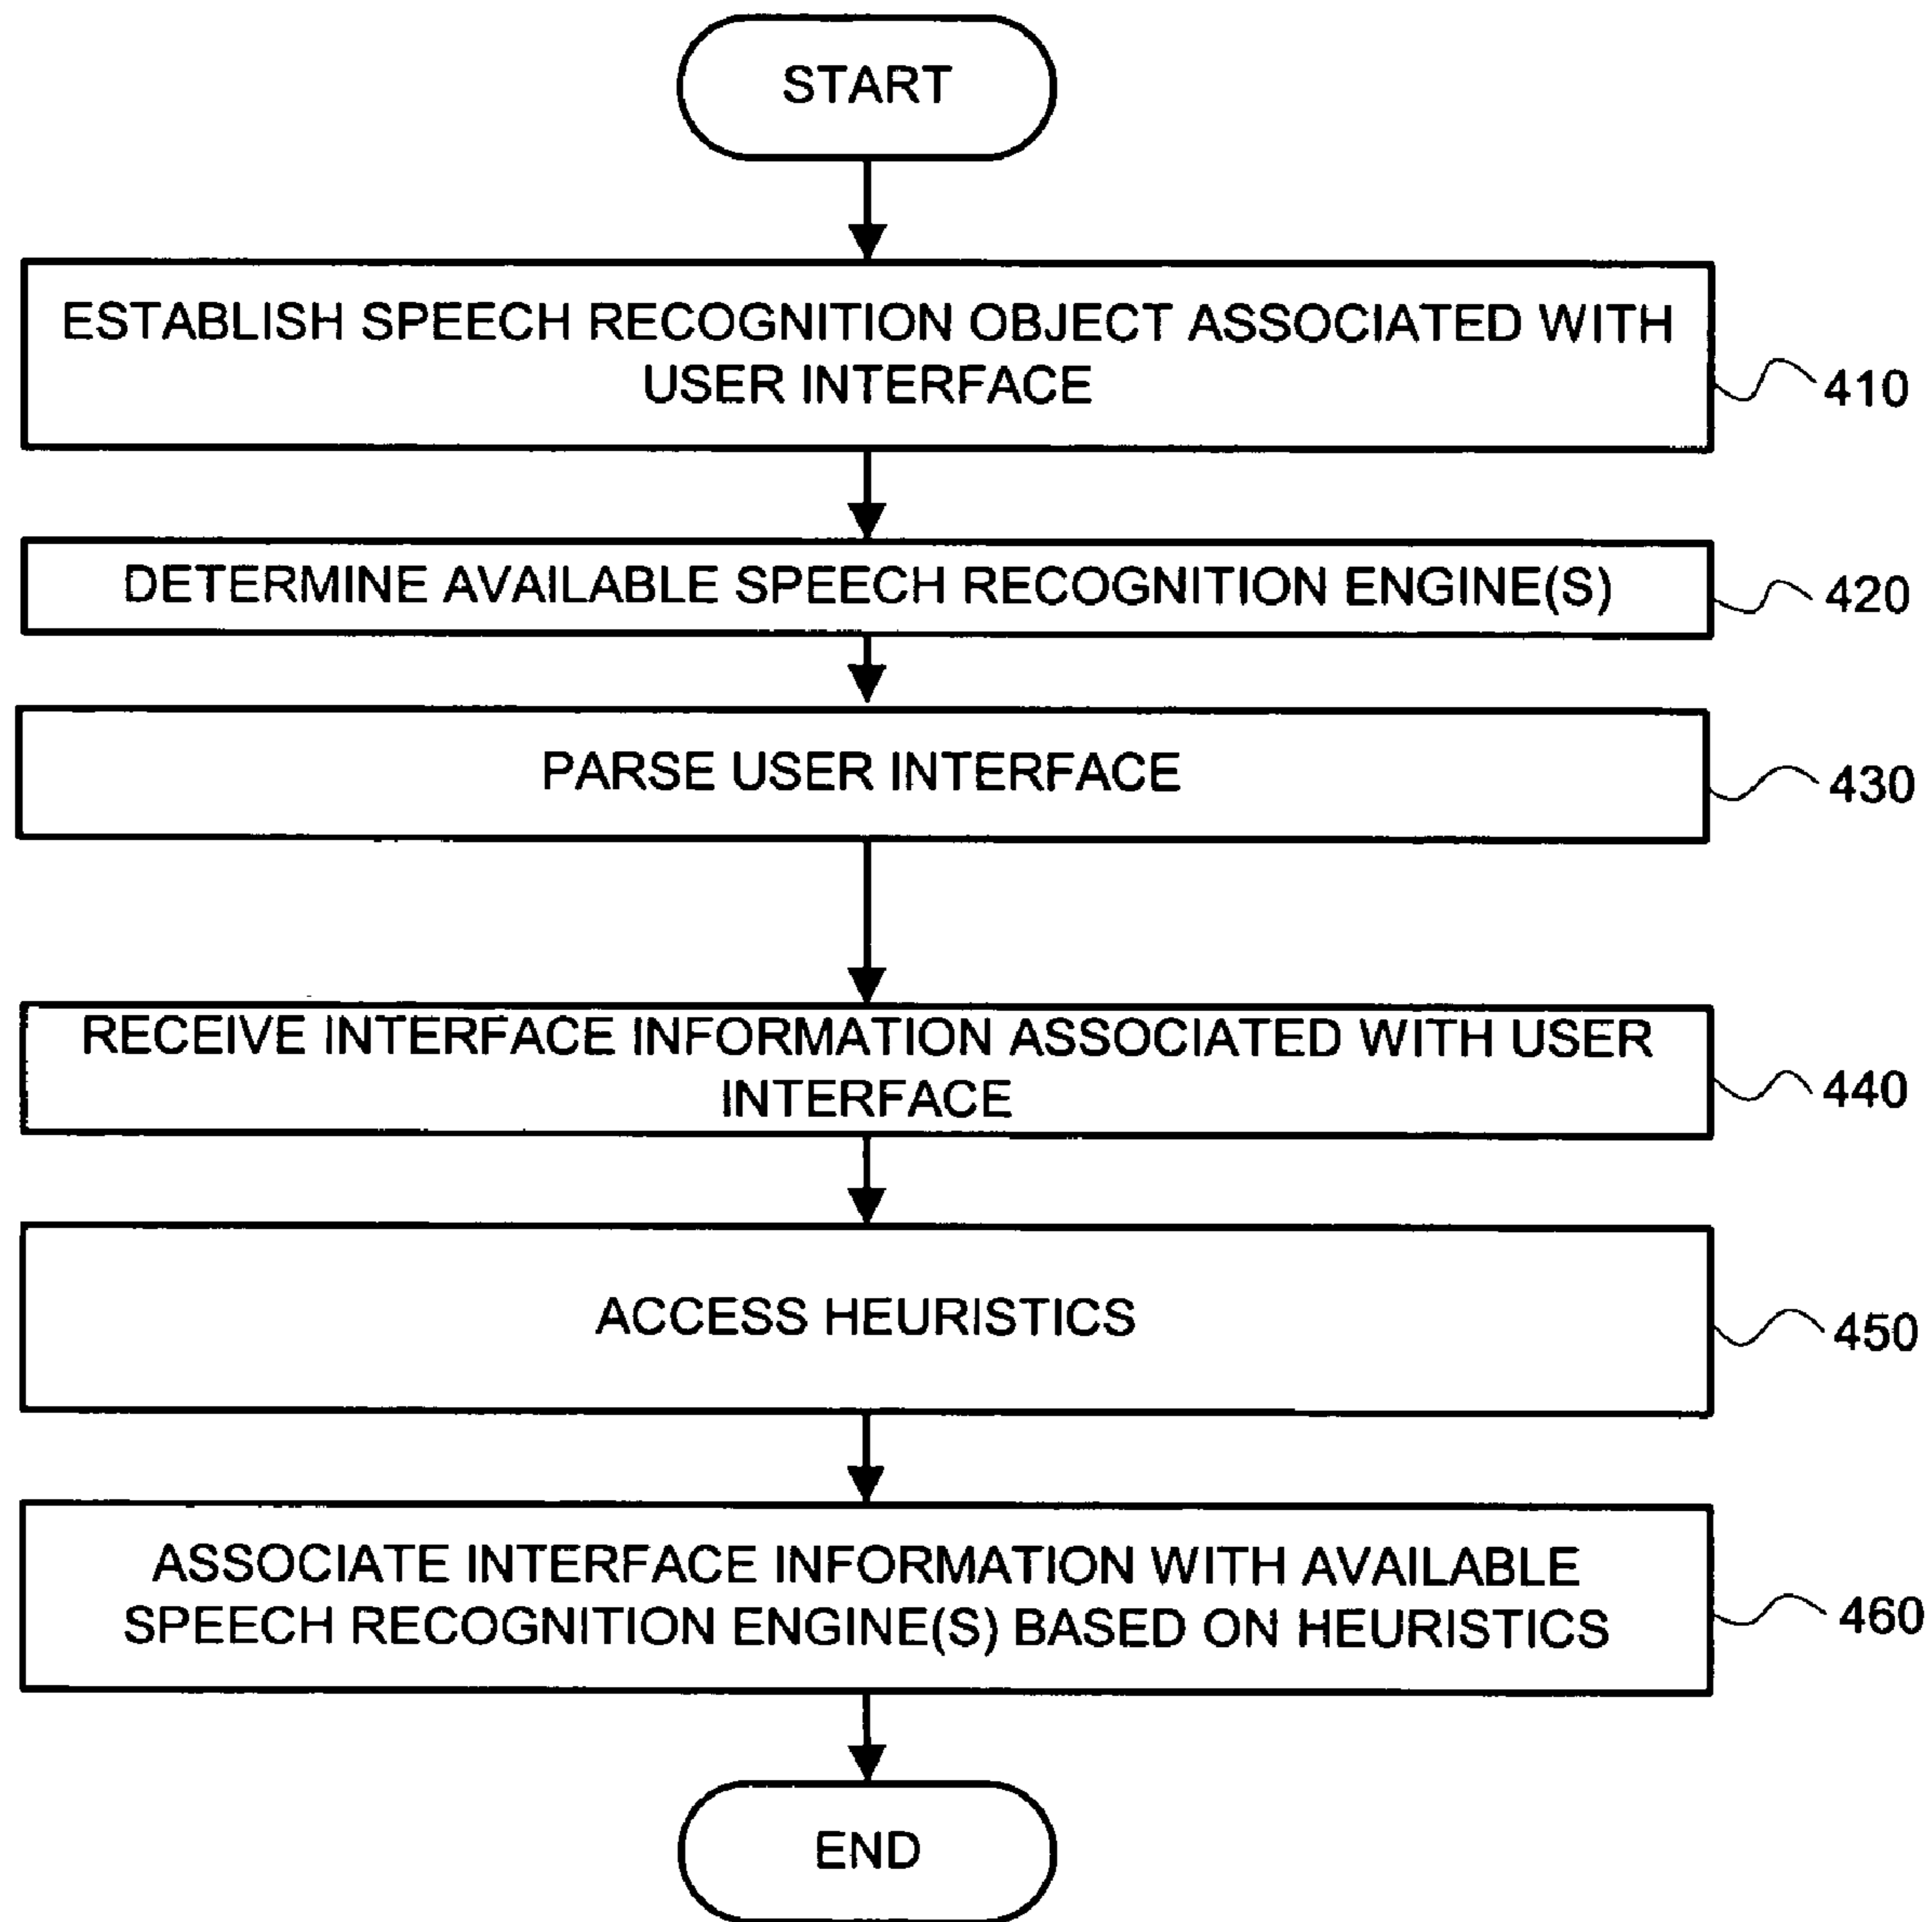 START
ESTABLISH SPEECH RECOGNITION OBJECT ASSOCIATED WITH
USER INTERFACE
410
DETERMINE AVAILABLE SPEECH RECOGNITION ENGINE(S)
420
PARSE USER INTERFACE
430
RECEIVE INTERFACE INFORMATION ASSOCIATED WITH USER
INTERFACE
440
ACCESS HEURISTICS
450
ASSOCIATE INTERFACE INFORMATION WITH AVAILABLE
SPEECH RECOGNITION ENGINE(S) BASED ON HEURISTICS
460
END